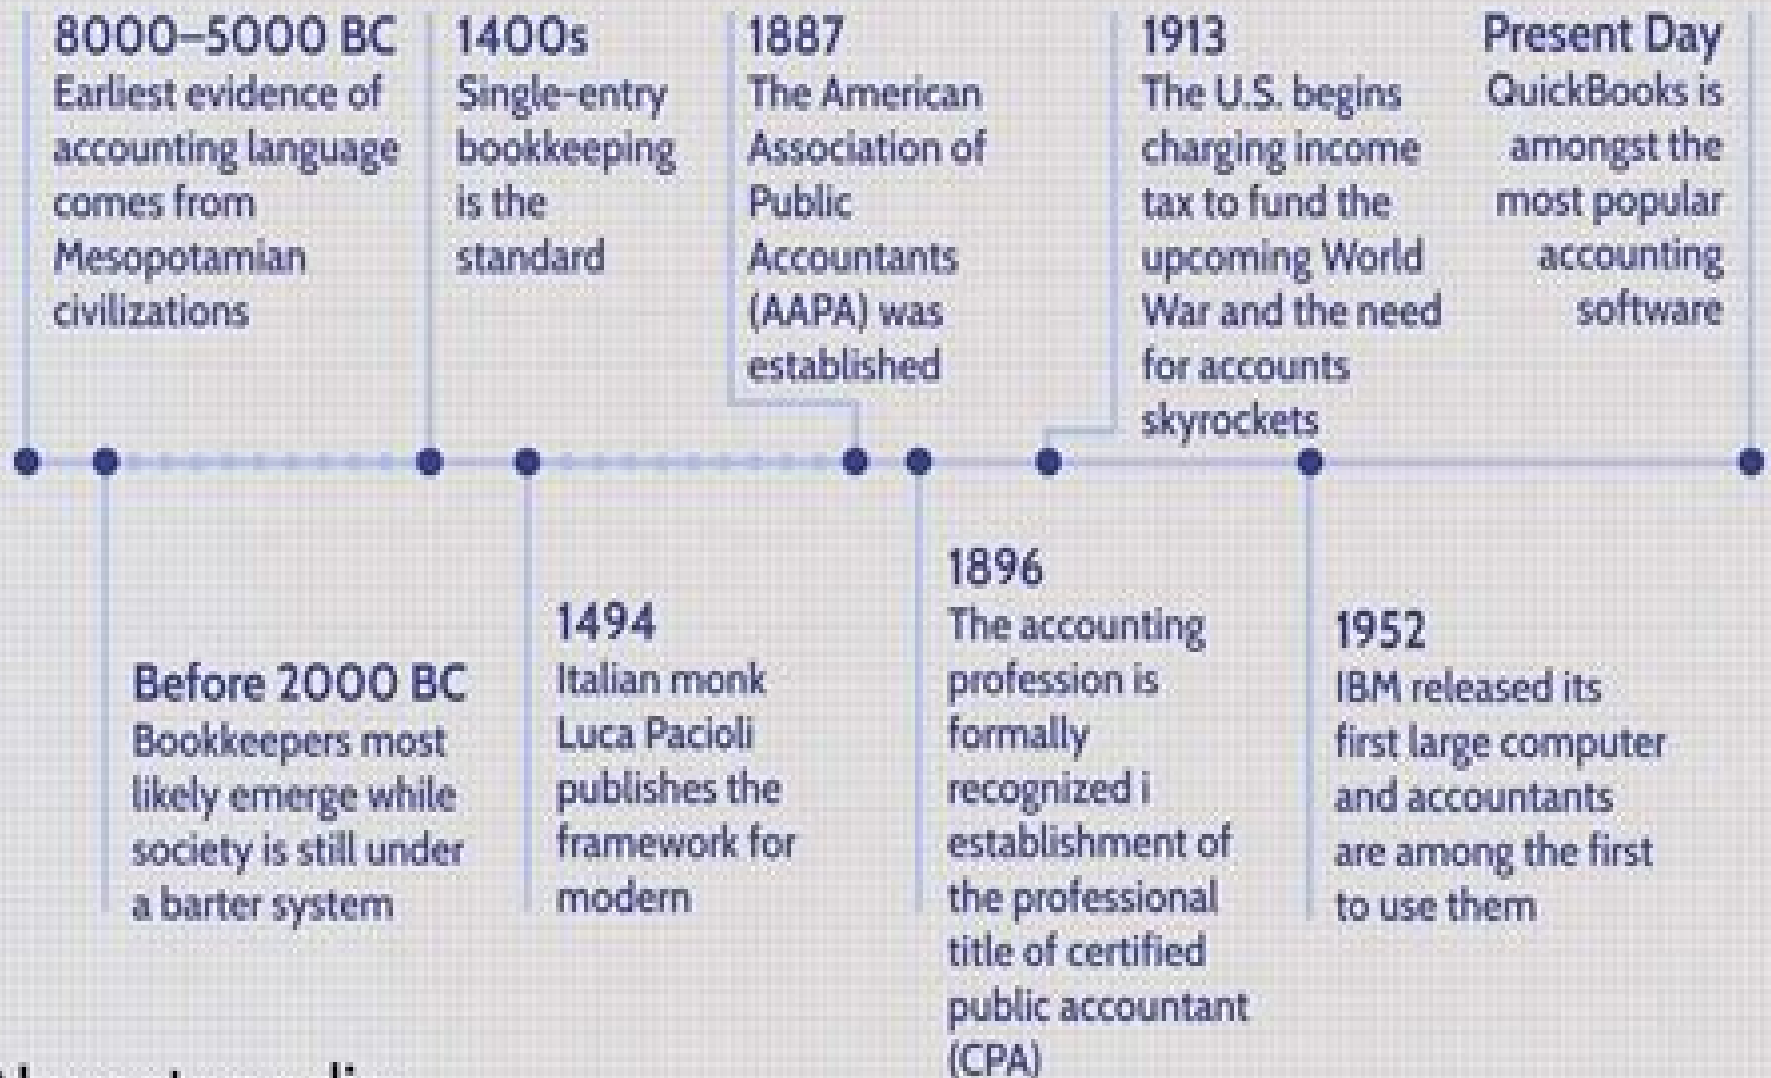 8000–5000 BC
Earliest evidence of
accounting language
comes from
Mesopotamian
civilizations
1400s
Single-entry
bookkeeping
is the
standard
1887
The American
Association of
Public
Accountants
(AAPA) was
established
1913
The U.S. begins
charging income
tax to fund the
upcoming World
War and the need
for accounts
skyrockets
Present Day
QuickBooks is
amongst the
most popular
accounting
software
Before 2000 BC
Bookkeepers most
likely emerge while
society is still under
a barter system
1494
Italian monk
Luca Pacioli
publishes the
framework for
modern
1896
The accounting
profession is
formally
recognized i
establishment of
the professional
title of certified
public accountant
(CPA)
1952
IBM released its
first large computer
and accountants
are among the first
to use them